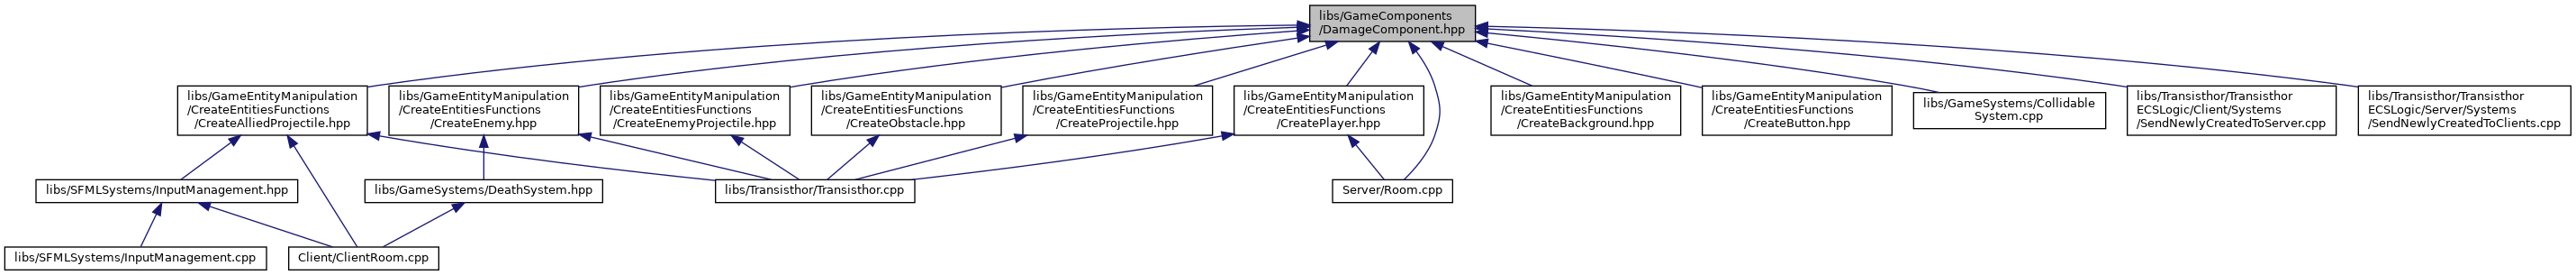 libs/GameComponents
/DamageComponent.hpp
libs/GameEntityManipulation
/CreateEntitiesFunctions
/CreateAlliedProjectile.hpp
libs/GameEntityManipulation
/CreateEntitiesFunctions
/CreateEnemy.hpp
libs/GameEntityManipulation
/CreateEntitiesFunctions
/CreateEnemyProjectile.hpp
libs/GameEntityManipulation
/CreateEntitiesFunctions
/CreateObstacle.hpp
libs/GameEntityManipulation
/CreateEntitiesFunctions
/CreateProjectile.hpp
libs/GameEntityManipulation
/CreateEntitiesFunctions
/CreatePlayer.hpp
libs/GameEntityManipulation
/CreateEntitiesFunctions
/CreateBackground.hpp
libs/GameEntityManipulation
/CreateEntitiesFunctions
/CreateButton.hpp
libs/GameSystems/Collidable
System.cpp
libs/Transisthor/Transisthor
ECSLogic/Client/Systems
/SendNewlyCreatedToServer.cpp
libs/Transisthor/Transisthor
ECSLogic/Server/Systems
/SendNewlyCreatedToClients.cpp
libs/SFMLSystems/InputManagement.hpp
libs/GameSystems/DeathSystem.hpp
libs/Transisthor/Transisthor.cpp
Server/Room.cpp
libs/SFMLSystems/InputManagement.cpp
Client/ClientRoom.cpp